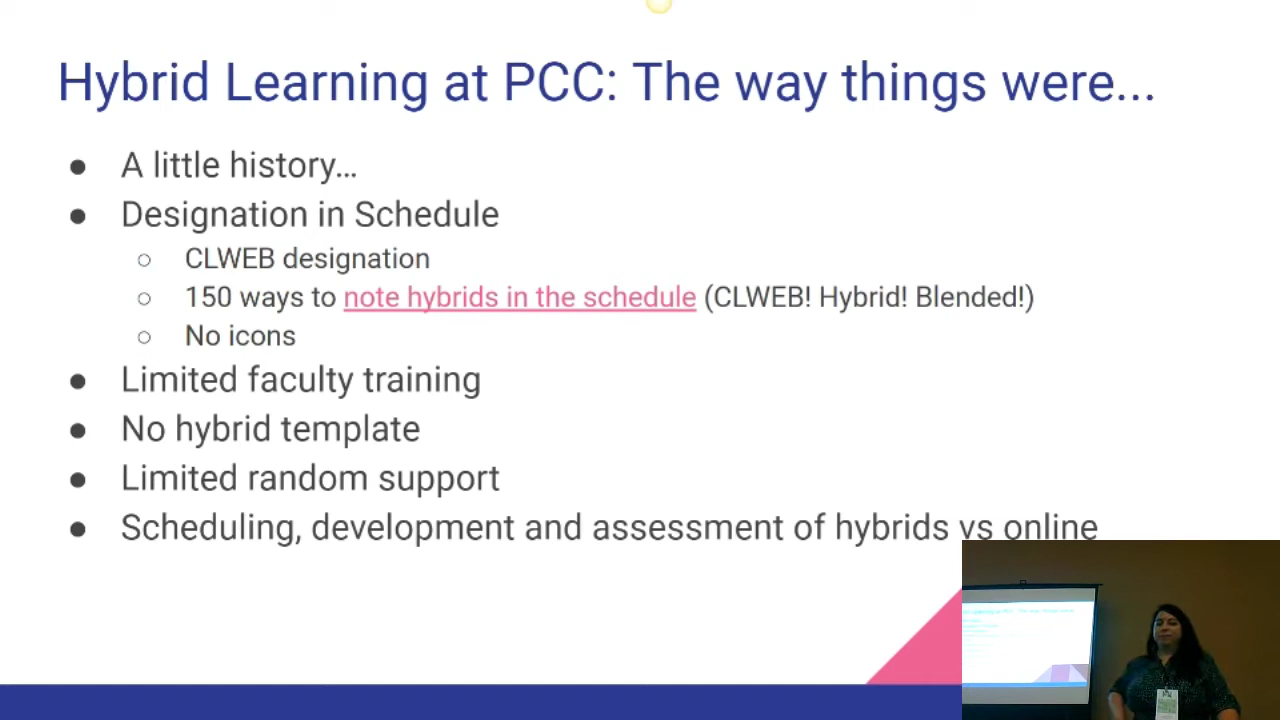 Hybrid Learning at PCC: The way things were...
● A little history…
● Designation in Schedule
○ CLWEB designation
○ 150 ways to note hybrids in the schedule (CLWEB! Hybrid! Blended!)
○ No icons
● Limited faculty training
● No hybrid template
● Limited random support
● Scheduling, development and assessment of hybrids vs online